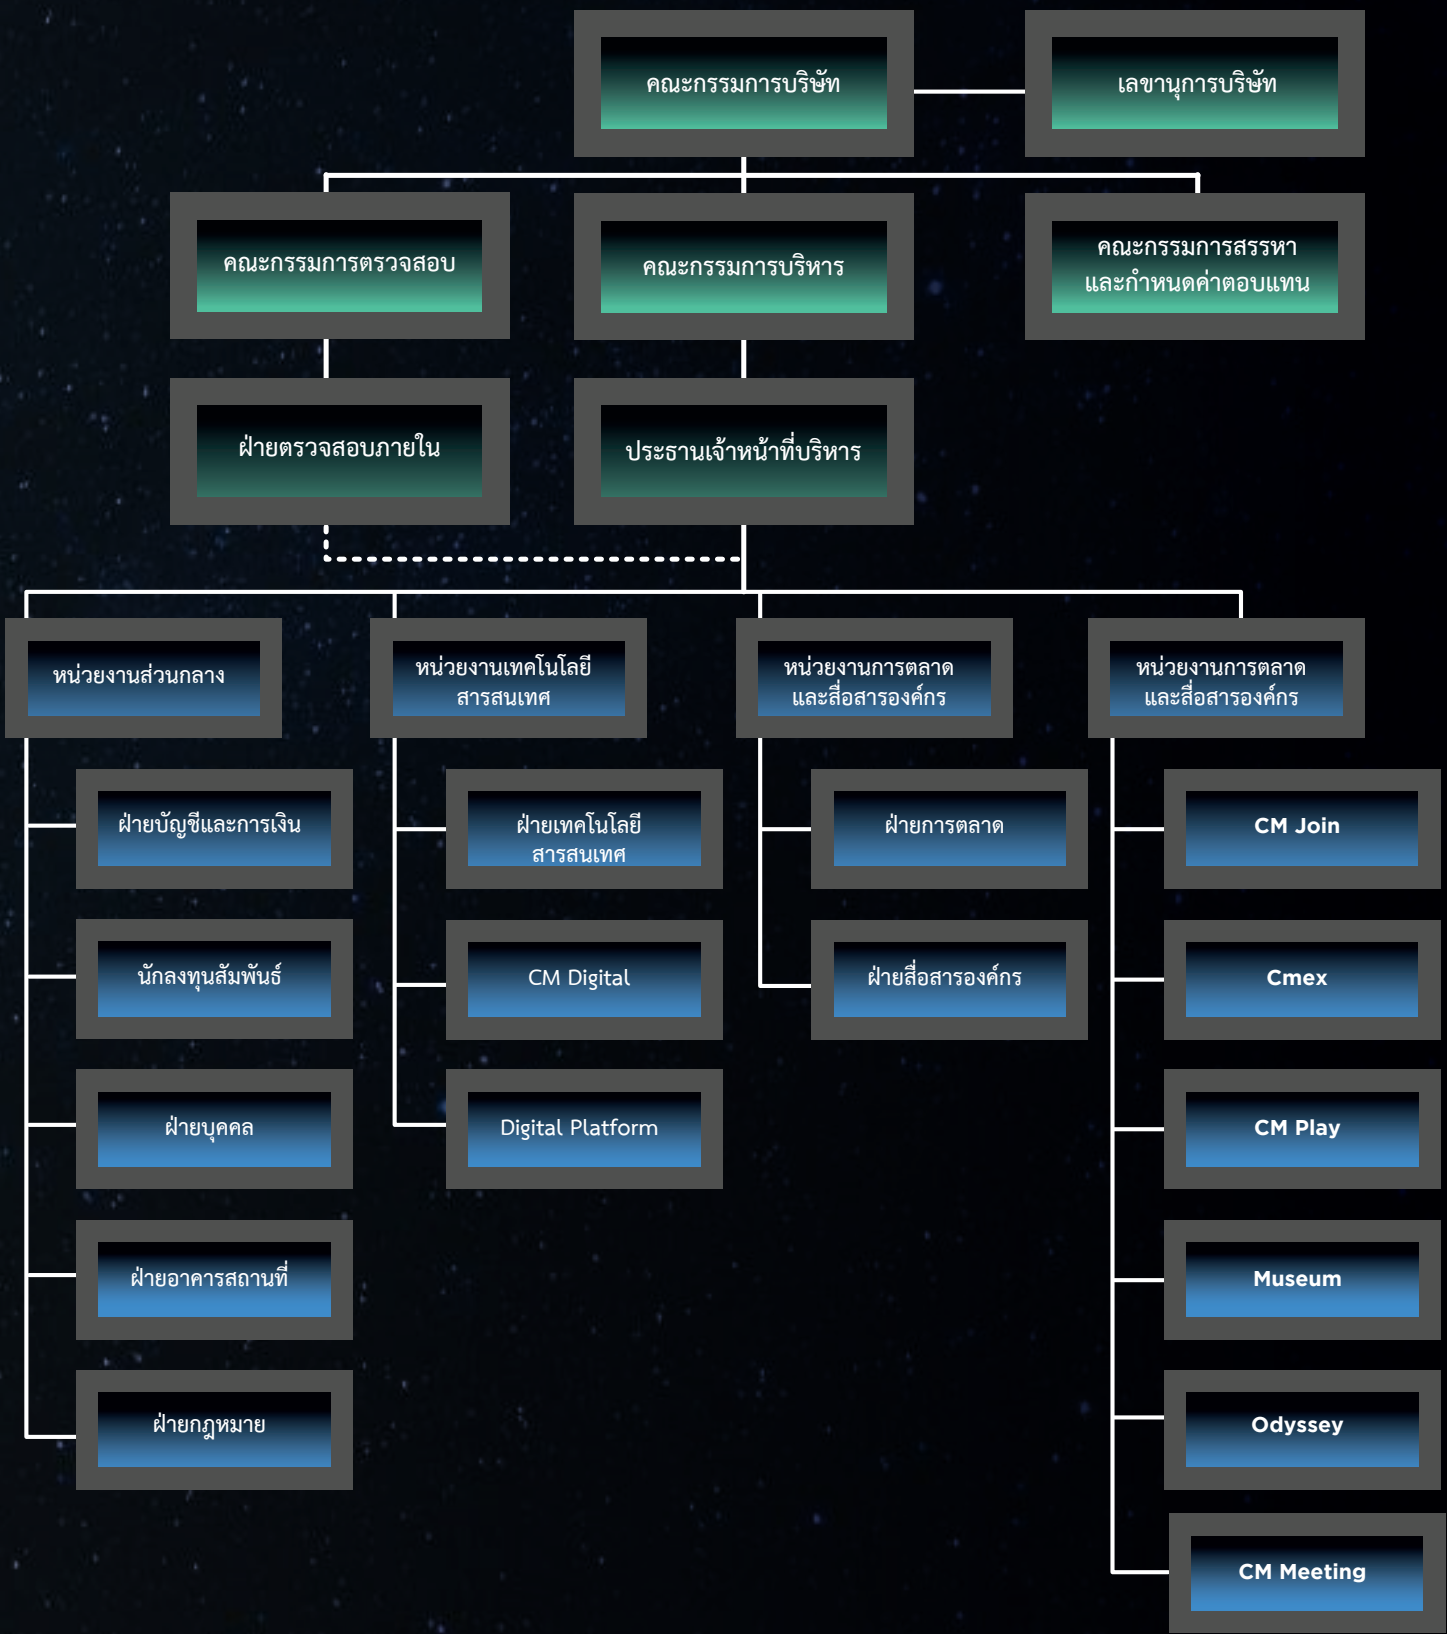 คณะกรรมการบริษัท
เลขานุการบริษัท
คณะกรรมการตรวจสอบ
คณะกรรมการบริหาร
คณะกรรมการสรรหา
และกำหนดค่าตอบแทน
ฝ่ายตรวจสอบภายใน
ประธานเจ้าหน้าที่บริหาร
หน่วยงานส่วนกลาง
หน่วยงานเทคโนโลยี
สารสนเทศ
หน่วยงานการตลาด
และสื่อสารองค์กร
หน่วยงานการตลาด
และสื่อสารองค์กร
ฝ่ายบัญชีและการเงิน
นักลงทุนสัมพันธ์
ฝ่ายบุคคล
ฝ่ายอาคารสถานที่
ฝ่ายกฎหมาย
ฝ่ายเทคโนโลยี
สารสนเทศ
CM Digital
Digital Platform
ฝ่ายการตลาด
ฝ่ายสื่อสารองค์กร
CM Join
Cmex
CM Play
Museum
Odyssey
CM Meeting